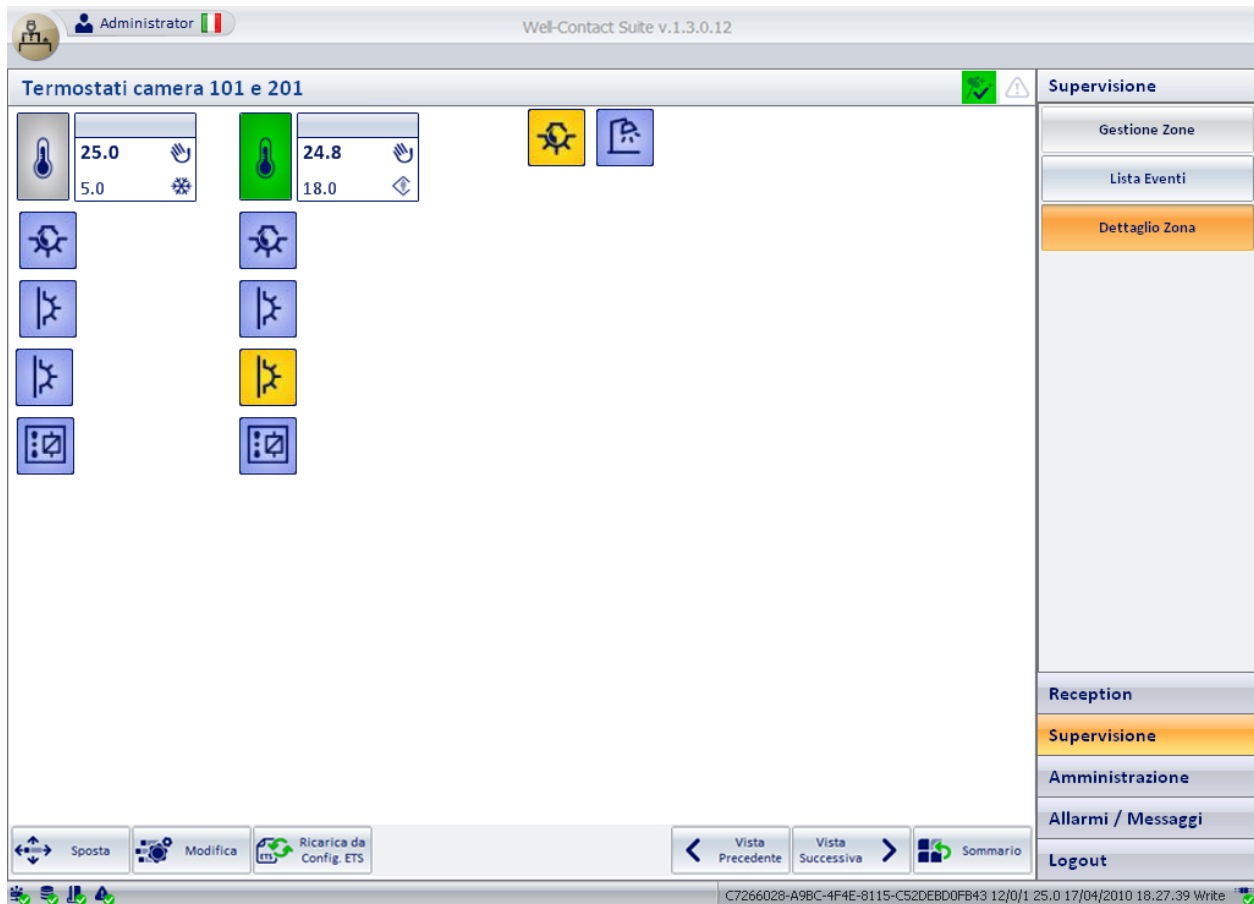 Administrator
Well-Contact Suite v.1.3.0.12
Termostati camera 101 e 201
25.0
5.0
24.8
18.0
Supervisione
Gestione Zone
Lista Eventi
Dettaglio Zona
Reception
Supervisione
Amministrazione
Allarmi / Messaggi
Logout
Sposta
Modifica
ETS
Ricarica da
Config. ETS
Vista
Precedente
Vista
Successiva
Sommario
C7266028-A9BC-4F4E-8115-C52DEBD0FB43 12/0/1 25.0 17/04/2010 18.27.39 Write